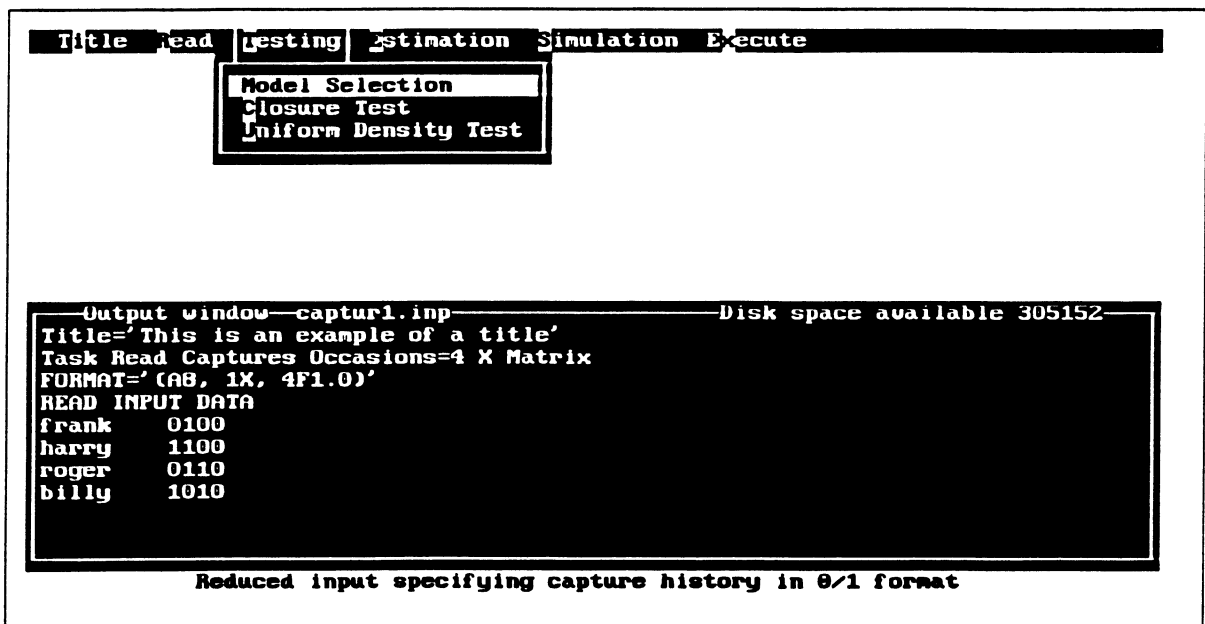 Title Read Testing Estimation Simulation Execute
Model Selection
Closure Test
Uniform Density Test
Output window—captur1.inp Disk space available 305152
Title='This is an example of a title'
Task Read Captures Occasions=4 X Matrix
FORMAT='(A8, 1X, 4F1.0)'
READ INPUT DATA
frank 0100
harry 1100
roger 0110
billy 1010
Reduced input specifying capture history in 0/1 format